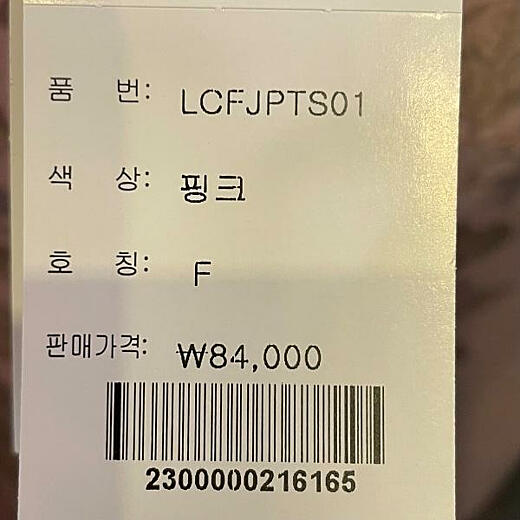 품 번: LCFJPTS01
색 상: 핑크
호 칭: F
판매가격: ₩84,000
2300000216165